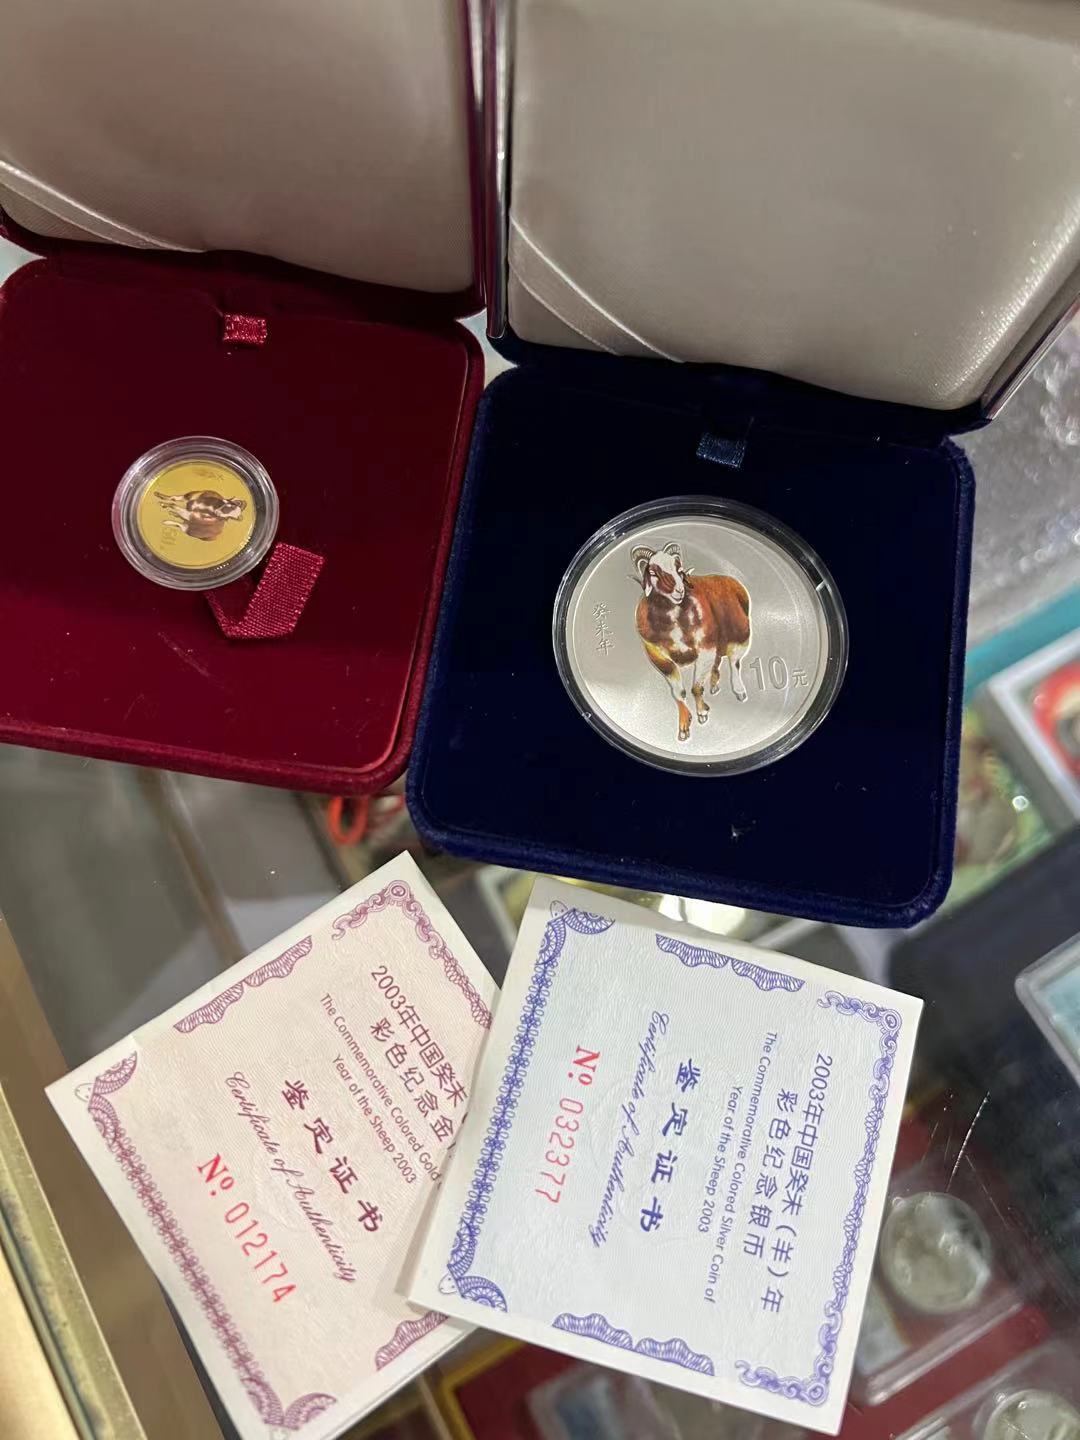 50元
癸未年
10元
2003年中国癸未
彩色纪念金
The Commemorative Colored Gold
Year of the Sheep 2003
鉴定证书
Certificate of Authenticity
Nº 012174
2003年中国癸未（羊）年
彩色纪念银币
The Commemorative Colored Silver Coin of
Year of the Sheep 2003
鉴定证书
Certificate of Authenticity
Nº 032377